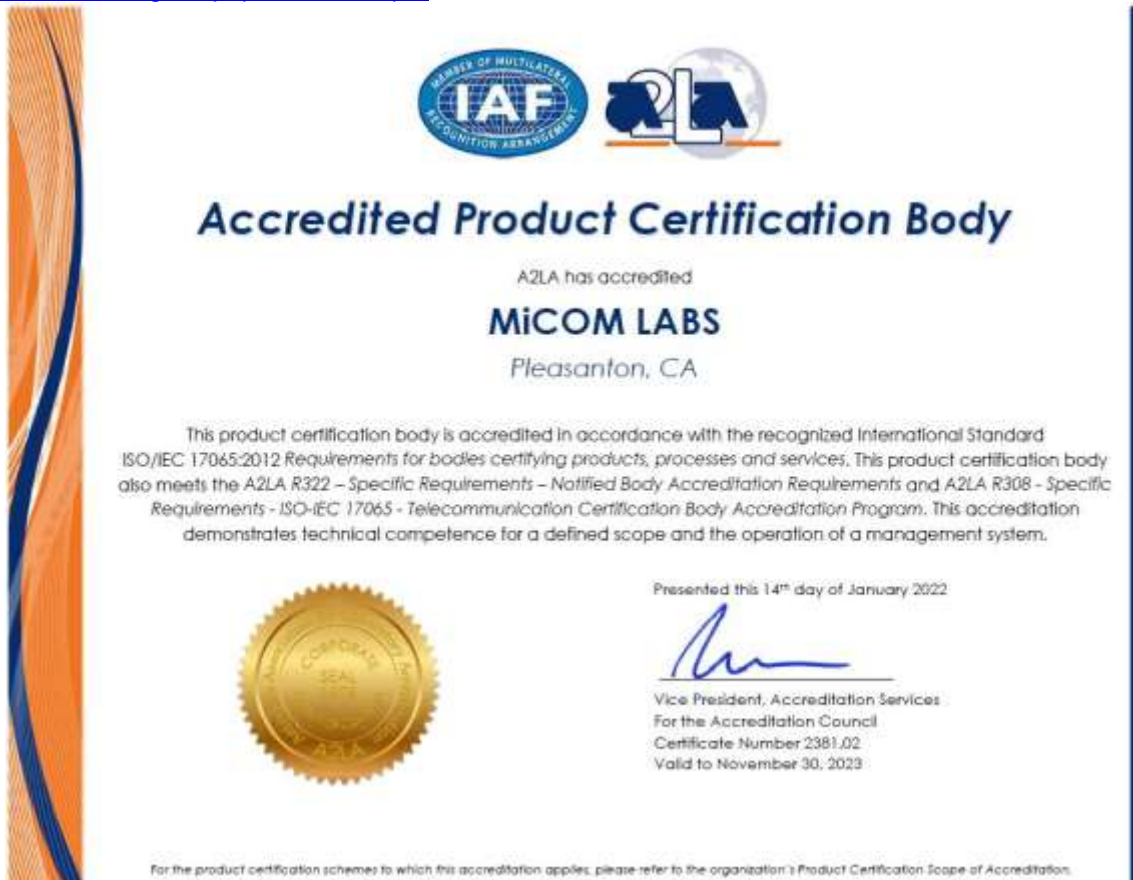 MEMBER OF MULTILATERAL
IAF
RECOGNITION ARRANGEMENT
a2La
Accredited Product Certification Body
A2LA has accredited
MiCOM LABS
Pleasanton, CA
This product certification body is accredited in accordance with the recognized International Standard
ISO/IEC 17065:2012 Requirements for bodies certifying products, processes and services. This product certification body
also meets the A2LA R322 – Specific Requirements – Notified Body Accreditation Requirements and A2LA R308 - Specific
Requirements - ISO-IEC 17065 - Telecommunication Certification Body Accreditation Program. This accreditation
demonstrates technical competence for a defined scope and the operation of a management system.
Presented this 14th day of January 2022
CORPORATE
SEAL
A2LA
Vice President, Accreditation Services
For the Accreditation Council
Certificate Number 2381.02
Valid to November 30, 2023
For the product certification schemes to which this accreditation applies, please refer to the organization's Product Certification Scope of Accreditation.